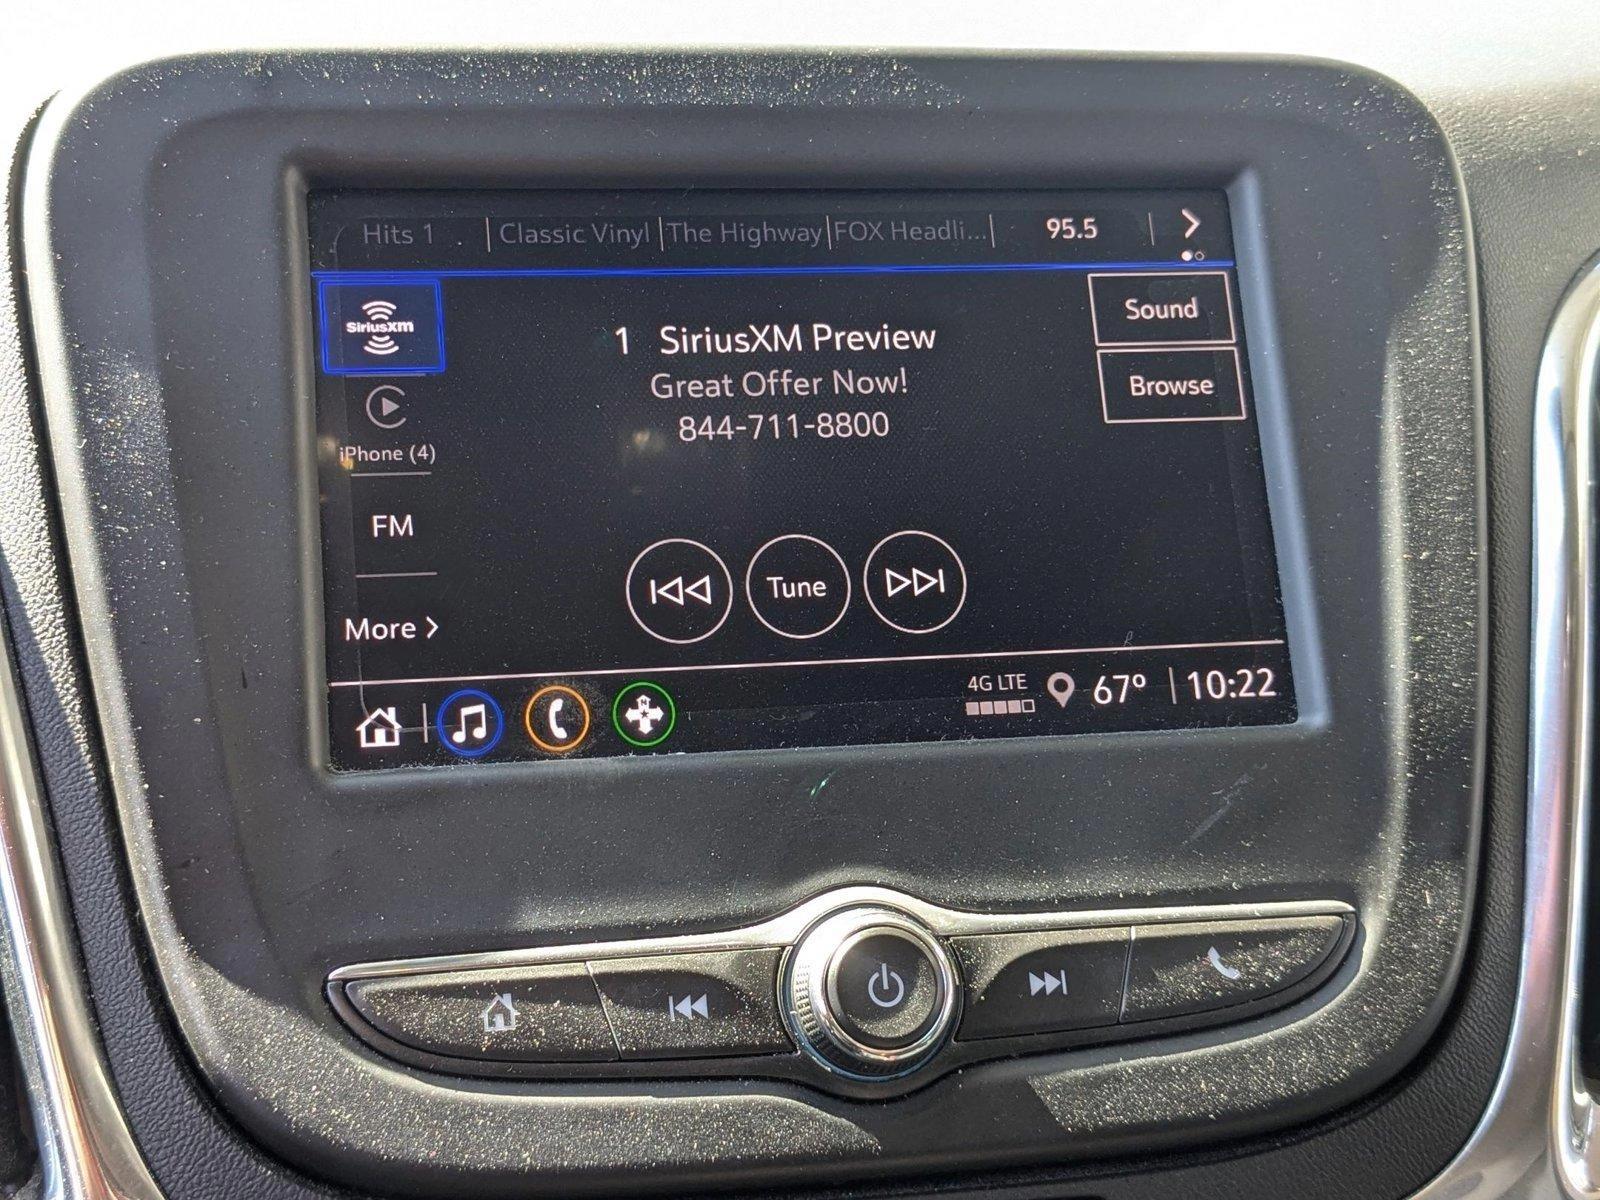 Hits 1 Classic Vinyl The Highway FOX Headli... 95.5
SiriusXM
Sound
1 SiriusXM Preview
Great Offer Now!
844-711-8800
Browse
iPhone (4)
FM
Tune
More >
4G LTE 67° 10:22